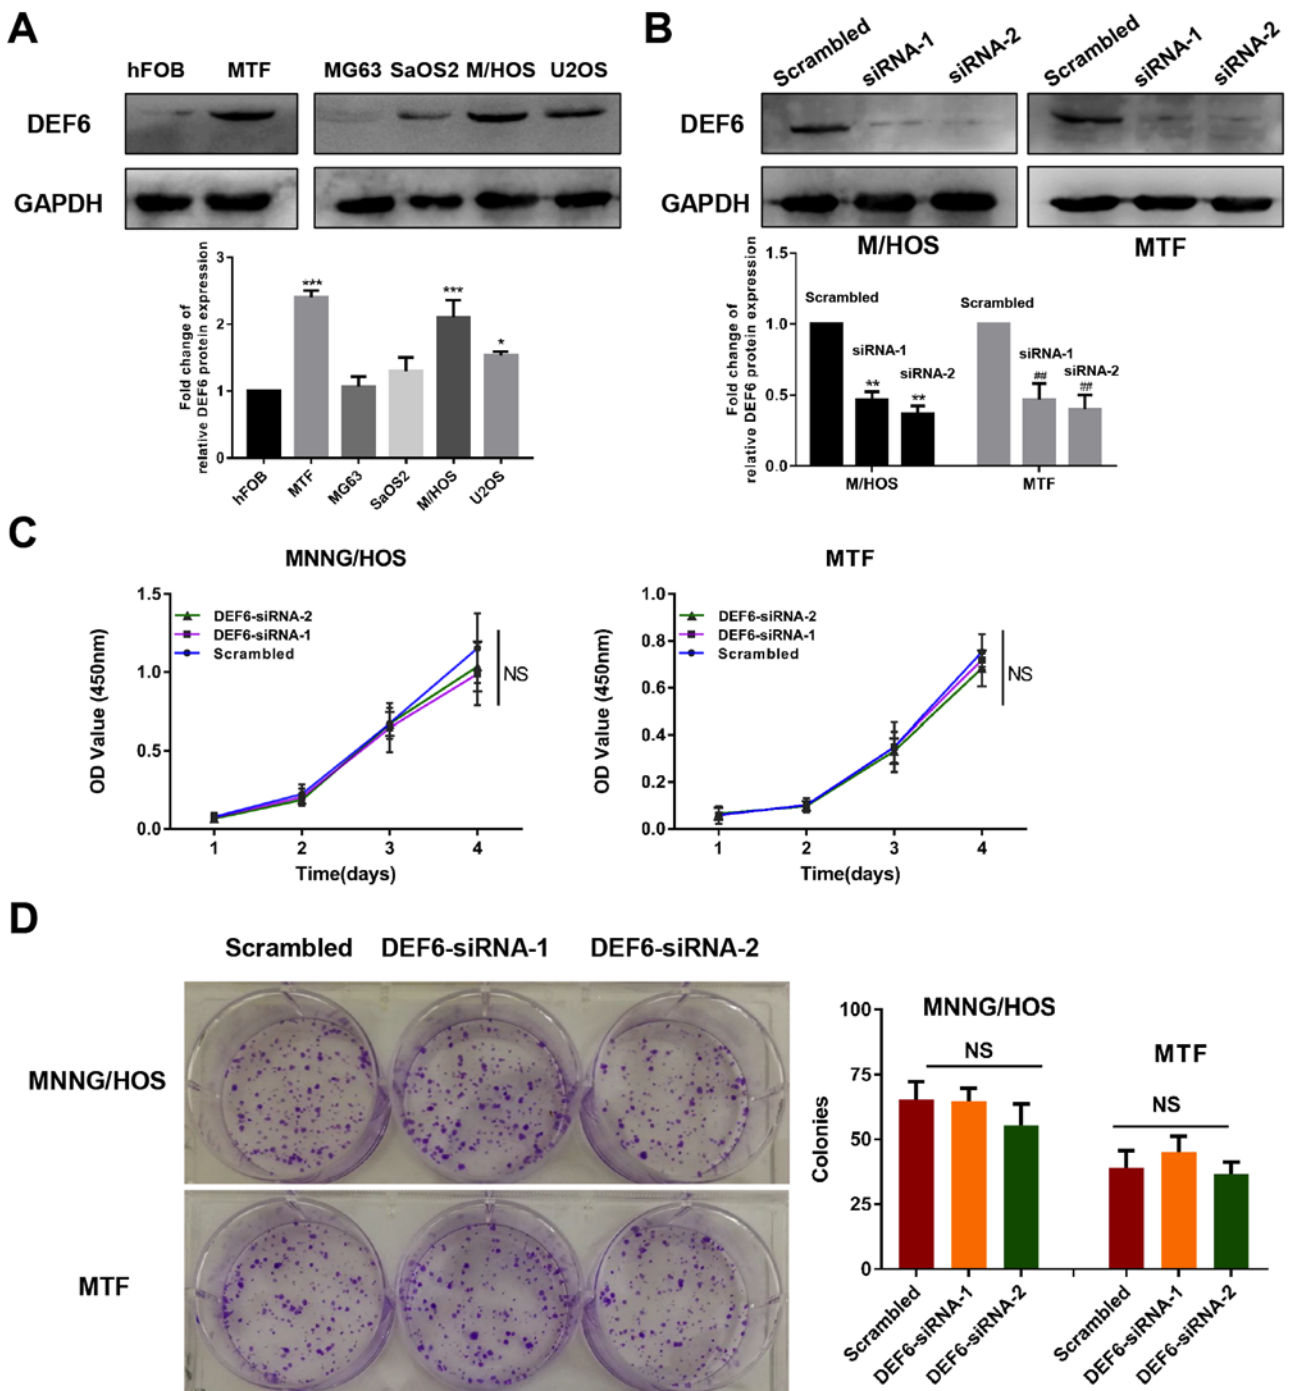 A
hFOB MTF MG63 SaOS2 M/HOS U2OS
DEF6
GAPDH
Fold change of
relative DEF6 protein expression
3
2
1
0
***
***
*
hFOB MTF MG63 SaOS2 M/HOS U2OS
B
Scrambled siRNA-1 siRNA-2 Scrambled siRNA-1 siRNA-2
DEF6
GAPDH
M/HOS MTF
Fold change of
relative DEF6 protein expression
1.5
1.0
0.5
0.0
Scrambled
siRNA-1
**
siRNA-2
**
Scrambled
siRNA-1
##
siRNA-2
##
M/HOS MTF
C
MNNG/HOS
OD Value (450nm)
1.5
1.0
0.5
0.0
DEF6-siRNA-2
DEF6-siRNA-1
Scrambled
NS
1 2 3 4
Time(days)
MTF
OD Value (450nm)
1.0
0.8
0.6
0.4
0.2
0.0
DEF6-siRNA-2
DEF6-siRNA-1
Scrambled
NS
1 2 3 4
Time(days)
D
Scrambled DEF6-siRNA-1 DEF6-siRNA-2
MNNG/HOS
MTF
Colonies
100
75
50
25
0
MNNG/HOS
NS
MTF
NS
Scrambled DEF6-siRNA-1 DEF6-siRNA-2 Scrambled DEF6-siRNA-1 DEF6-siRNA-2